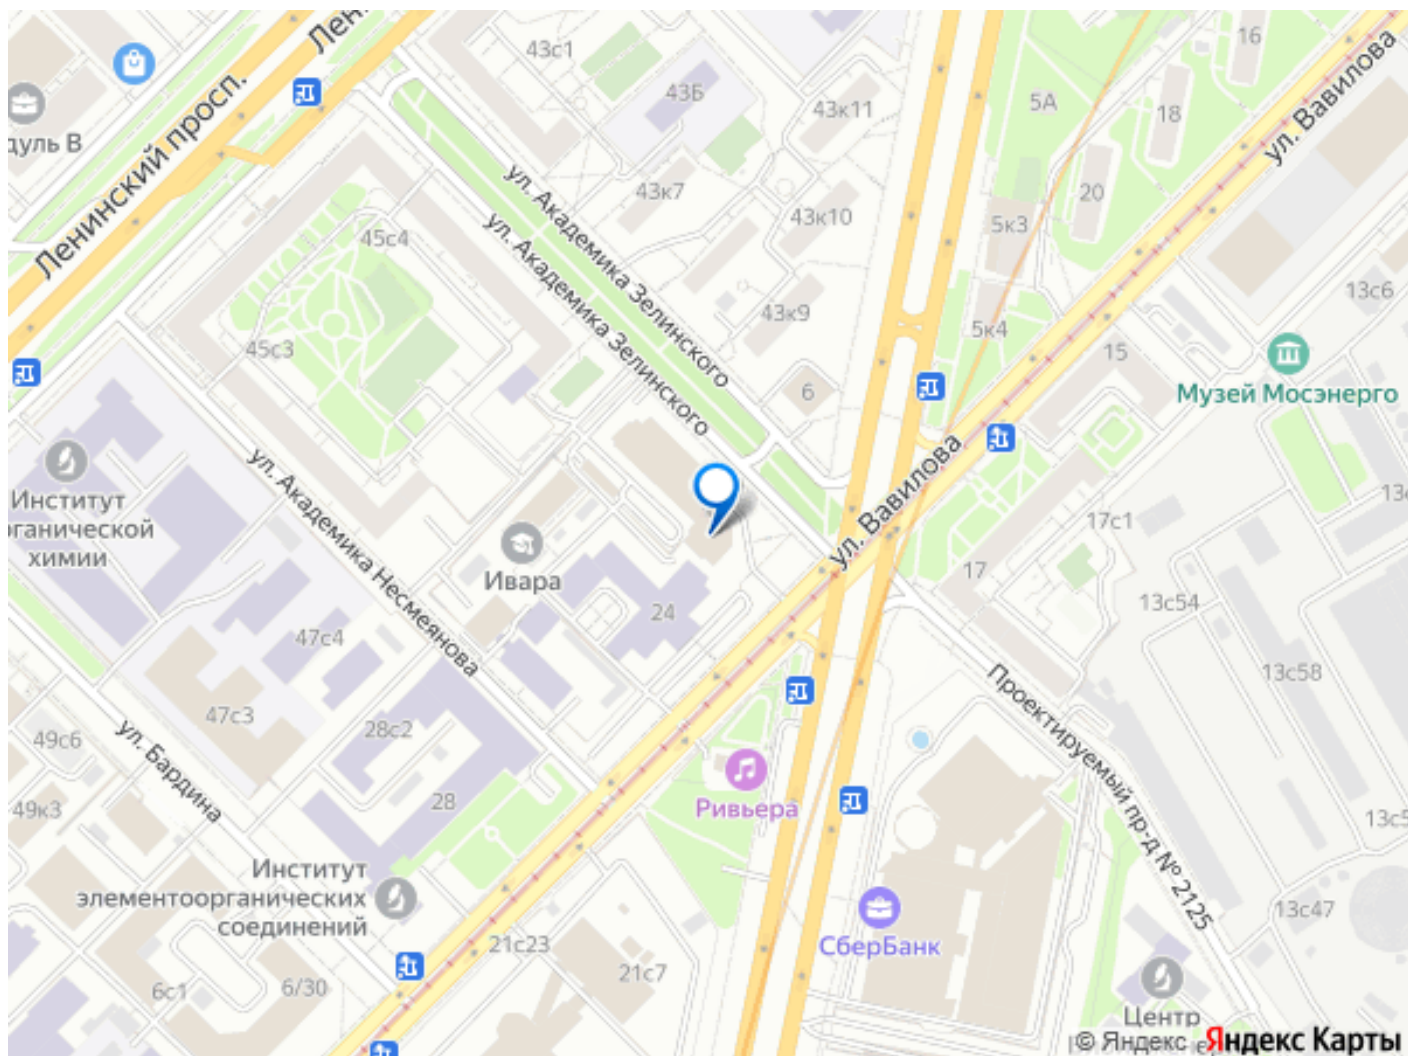 Ленинский просп.
43с1
16
ул. Вавилова
43Б
5А
43к11
18
дуль В
ул. Академика Зелинского
43к7
20
ул. Академика Зелинского
43к10
5к3
45с4
13с6
43к9
5к4
45с3
15
6
Музей Мосэнерго
ул. Вавилова
ул. Академика Несмеянова
Институт
рганической
химии
17с1
Ивара
17
24
13с54
47с4
13с58
Проектируемый пр-д № 2125
47с3
28с2
49с6
ул. Бардина
Ривьера
28
49к3
Институт
элементоорганических
соединений
13с47
21с23
СберБанк
21с7
6с1
6/30
Центр
© Яндекс Яндекс Карты